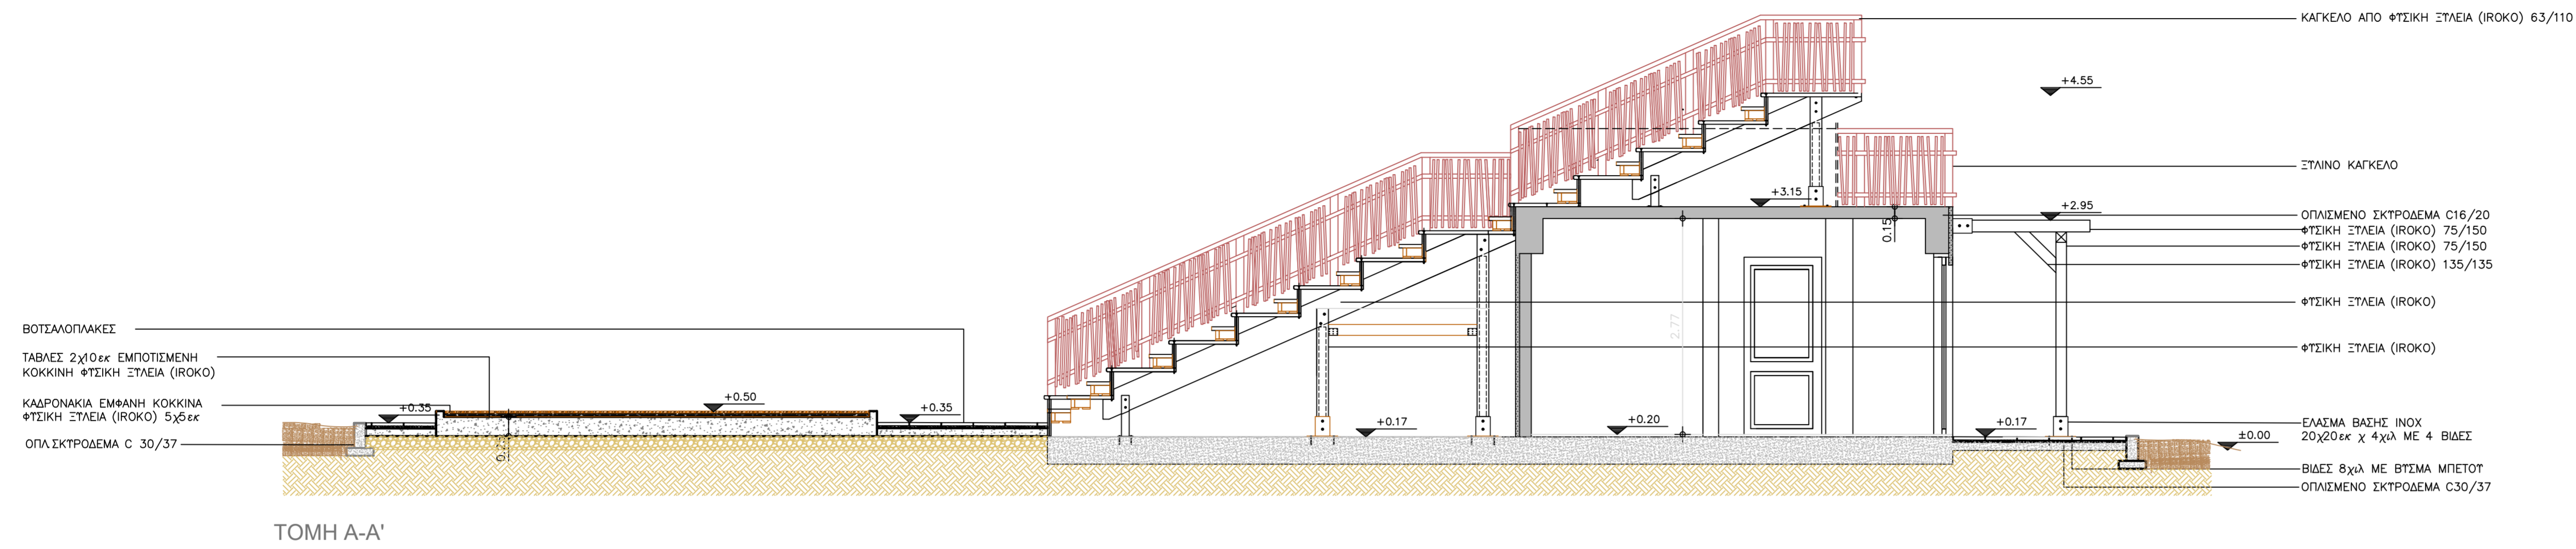 ΚΑΓΚΕΛΟ ΑΠΟ ΦΥΣΙΚΗ ΞΥΛΕΙΑ (IROKO) 63/110
+4.55
ΞΥΛΙΝΟ ΚΑΓΚΕΛΟ
+3.15
+2.95
0.15
ΟΠΛΙΣΜΕΝΟ ΣΚΥΡΟΔΕΜΑ C16/20
ΦΥΣΙΚΗ ΞΥΛΕΙΑ (IROKO) 75/150
ΦΥΣΙΚΗ ΞΥΛΕΙΑ (IROKO) 75/150
ΦΥΣΙΚΗ ΞΥΛΕΙΑ (IROKO) 135/135
ΦΥΣΙΚΗ ΞΥΛΕΙΑ (IROKO)
2.77
ΦΥΣΙΚΗ ΞΥΛΕΙΑ (IROKO)
ΒΟΤΣΑΛΟΠΛΑΚΕΣ
ΤΑΒΛΕΣ 2χ10εκ ΕΜΠΟΤΙΣΜΕΝΗ
ΚΟΚΚΙΝΗ ΦΥΣΙΚΗ ΞΥΛΕΙΑ (IROKO)
ΚΑΔΡΟΝΑΚΙΑ ΕΜΦΑΝΗ ΚΟΚΚΙΝΑ
ΦΥΣΙΚΗ ΞΥΛΕΙΑ (IROKO) 5χ5εκ
ΟΠΛ.ΣΚΥΡΟΔΕΜΑ C 30/37
+0.35
+0.50
+0.35
+0.17
+0.20
+0.17
±0.00
ΕΛΑΣΜΑ ΒΑΣΗΣ INOX
20χ20εκ χ 4χιλ ΜΕ 4 ΒΙΔΕΣ
ΒΙΔΕΣ 8χιλ ΜΕ ΒΥΣΜΑ ΜΠΕΤΟΥ
ΟΠΛΙΣΜΕΝΟ ΣΚΥΡΟΔΕΜΑ C30/37
ΤΟΜΗ Α-Α'